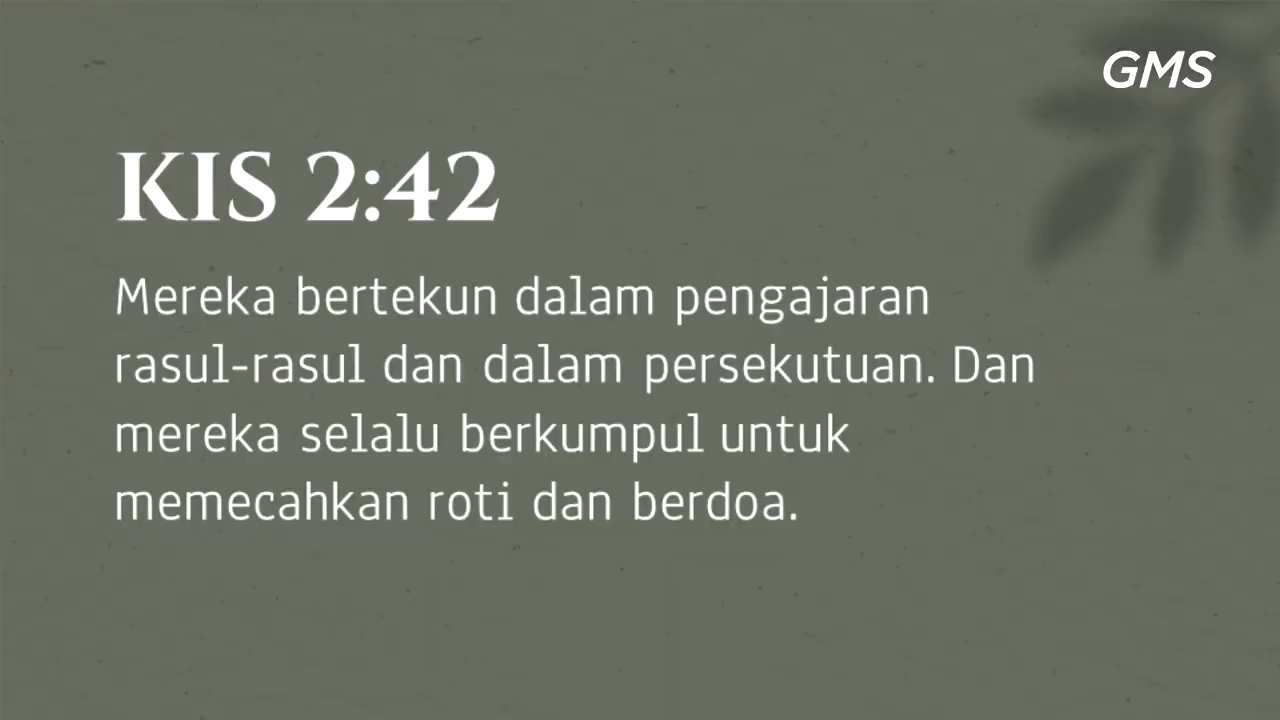 GMS
KIS 2:42
Mereka bertekun dalam pengajaran
rasul-rasul dan dalam persekutuan. Dan
mereka selalu berkumpul untuk
memecahkan roti dan berdoa.